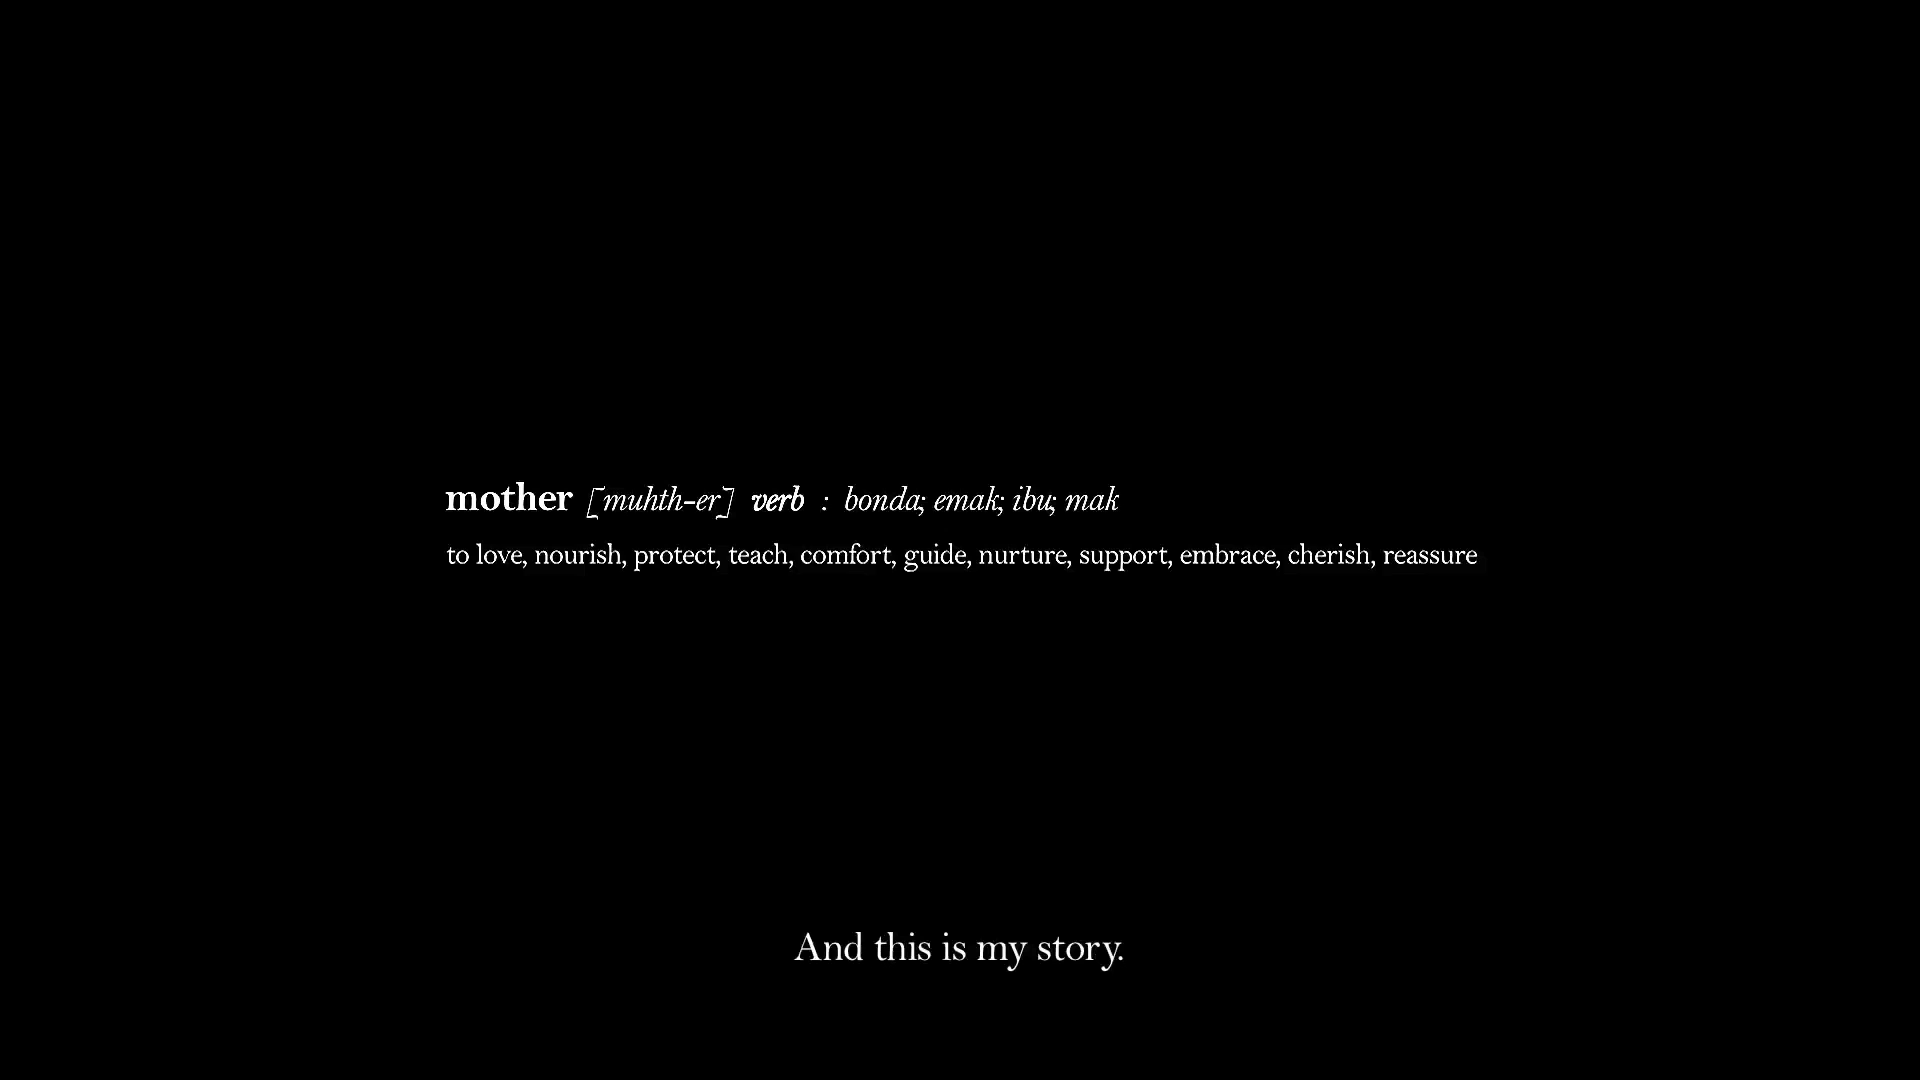 mother [muhth-er] verb : bonda; emak; ibu; mak
to love, nourish, protect, teach, comfort, guide, nurture, support, embrace, cherish, reassure
And this is my story.